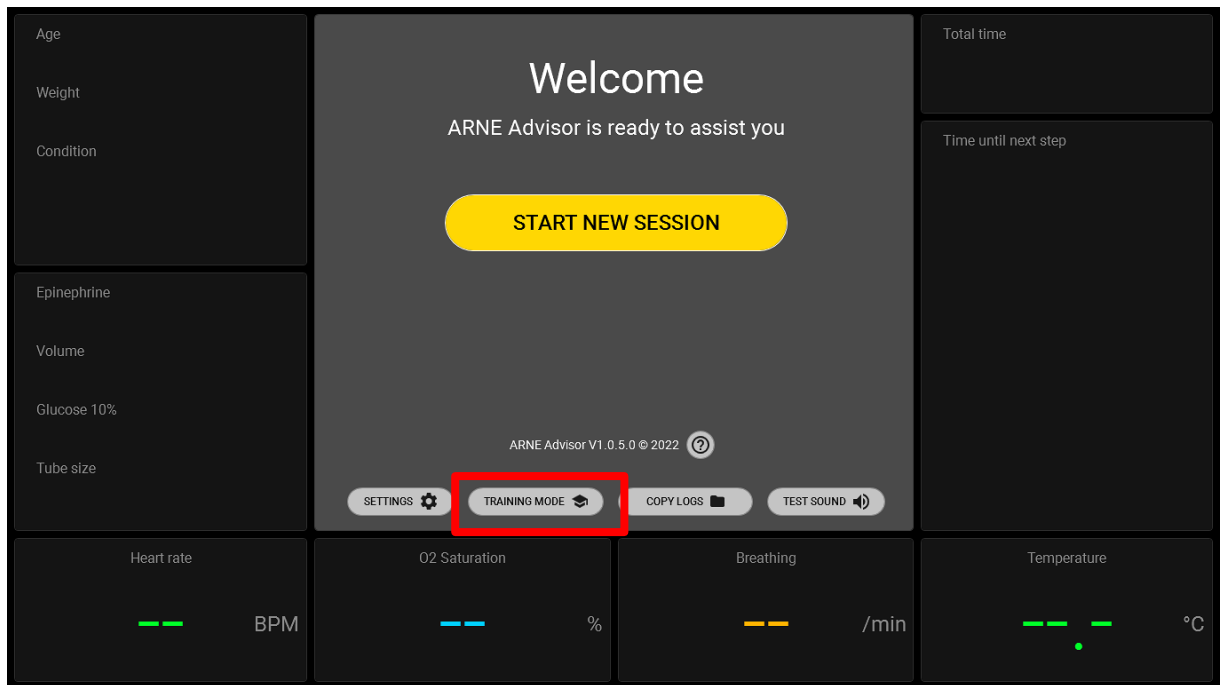 Age
Weight
Condition
Epinephrine
Volume
Glucose 10%
Tube size
Welcome
ARNE Advisor is ready to assist you
START NEW SESSION
ARNE Advisor V1.0.5.0 © 2022 ?
SETTINGS
TRAINING MODE
COPY LOGS
TEST SOUND
Total time
Time until next step
Heart rate
-- BPM
O2 Saturation
-- %
Breathing
-- /min
Temperature
--.- °C